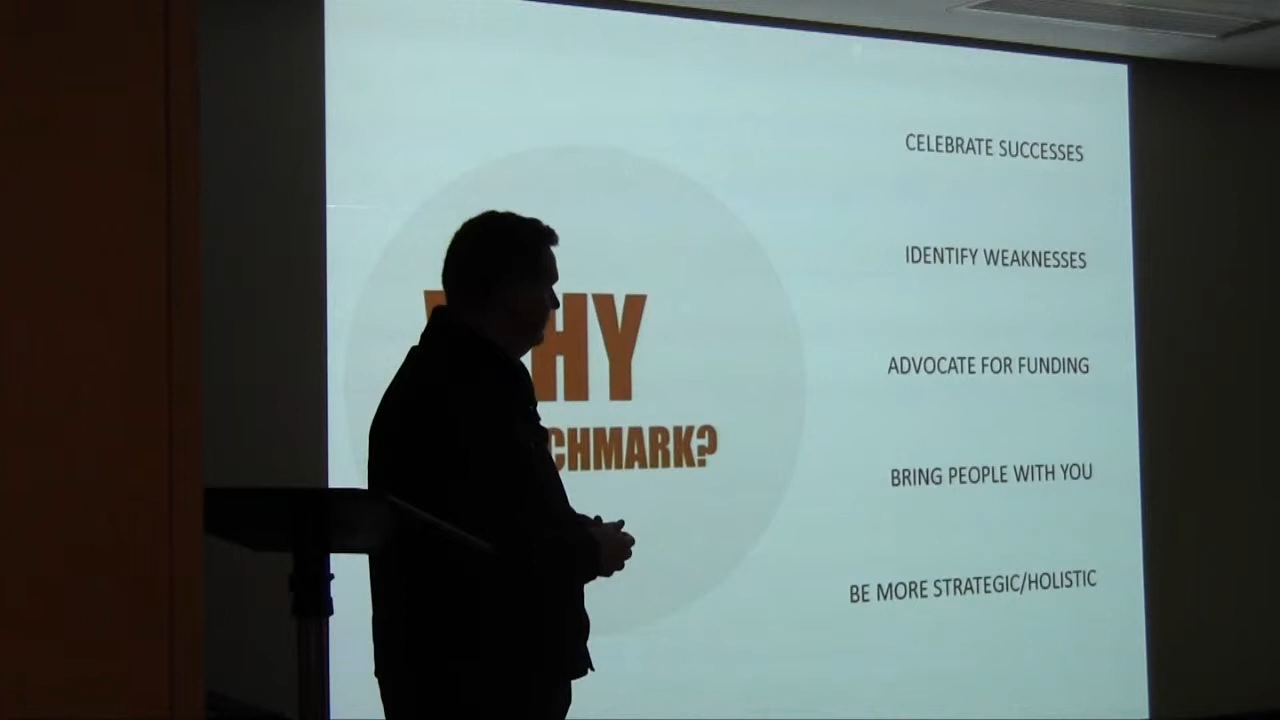 HY
CHMARK?
CELEBRATE SUCCESSES
IDENTIFY WEAKNESSES
ADVOCATE FOR FUNDING
BRING PEOPLE WITH YOU
BE MORE STRATEGIC/HOLISTIC